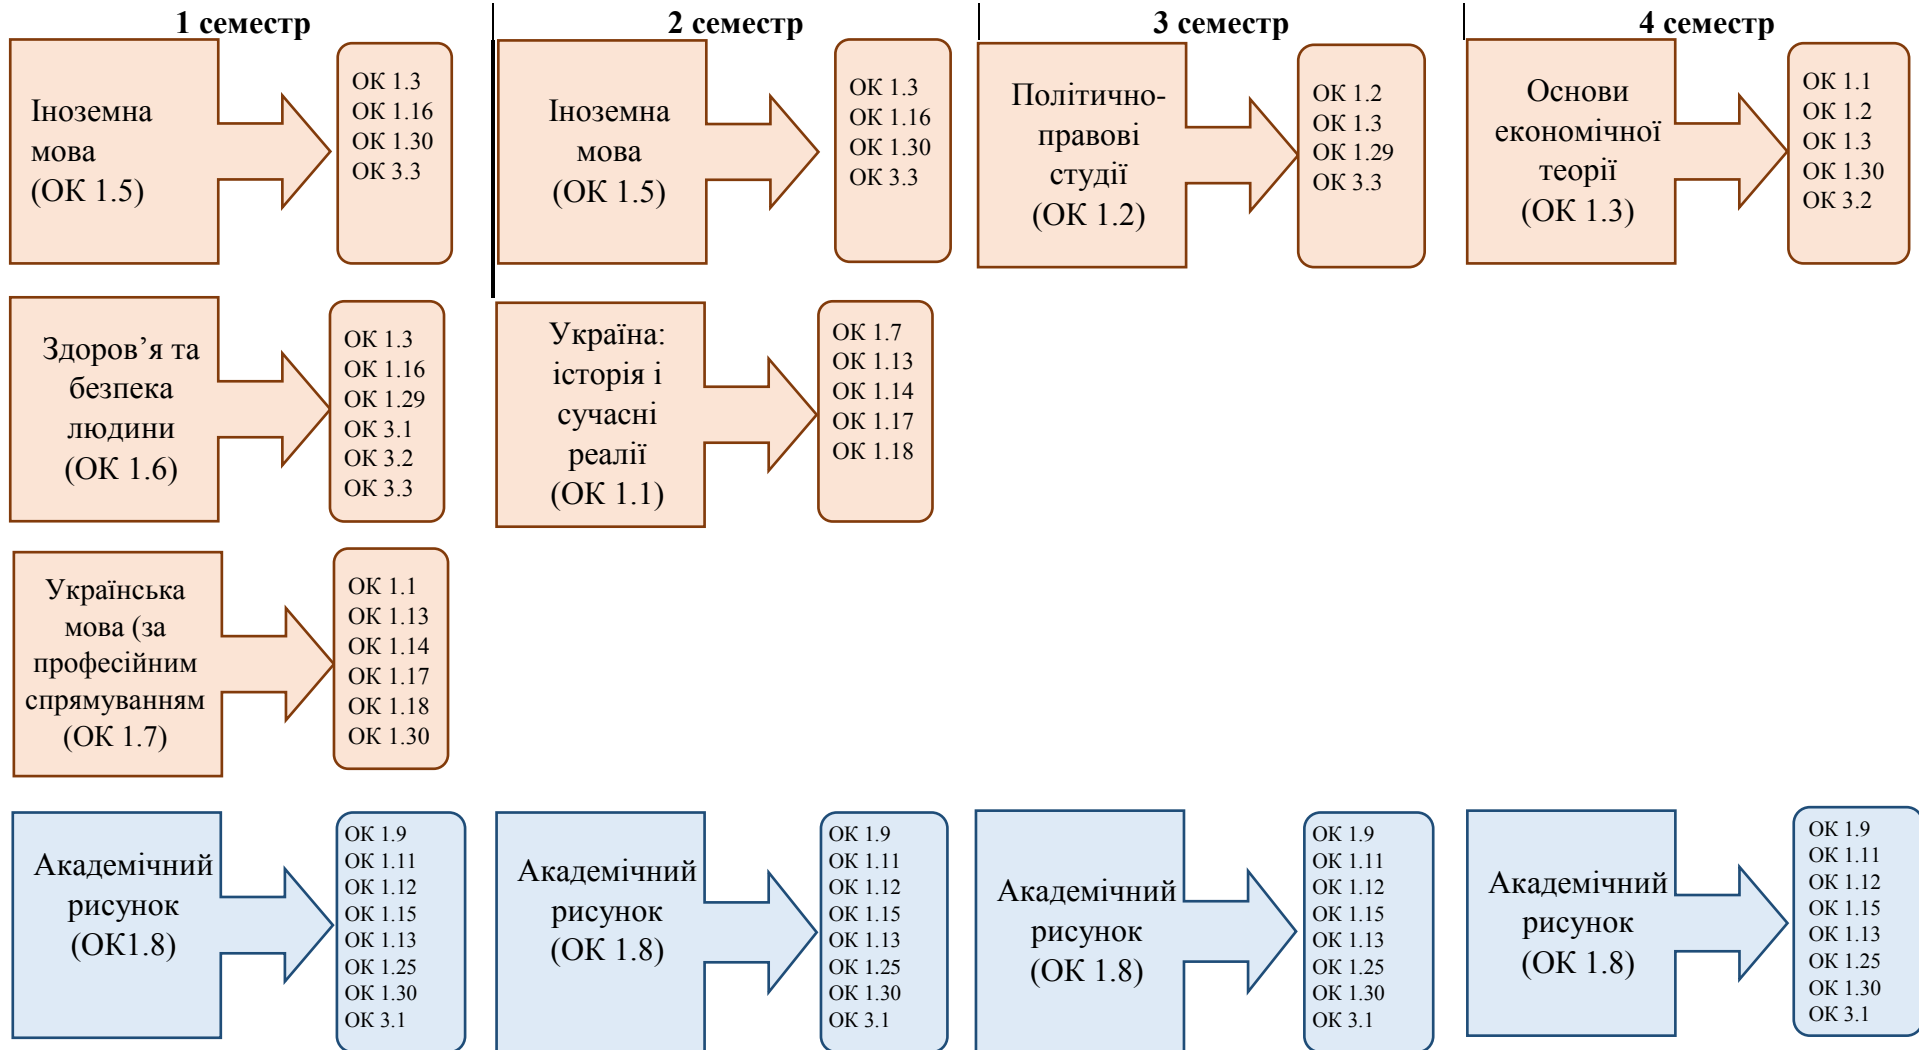 1 семестр
2 семестр
3 семестр
4 семестр
Іноземна
мова
(ОК 1.5)
ОК 1.3
ОК 1.16
ОК 1.30
ОК 3.3
Іноземна
мова
(ОК 1.5)
ОК 1.3
ОК 1.16
ОК 1.30
ОК 3.3
Політично-
правові
студії
(ОК 1.2)
ОК 1.2
ОК 1.3
ОК 1.29
ОК 3.3
Основи
економічної
теорії
(ОК 1.3)
ОК 1.1
ОК 1.2
ОК 1.3
ОК 1.30
ОК 3.2
Здоров’я та
безпека
людини
(ОК 1.6)
ОК 1.3
ОК 1.16
ОК 1.29
ОК 3.1
ОК 3.2
ОК 3.3
Україна:
історія і
сучасні
реалії
(ОК 1.1)
ОК 1.7
ОК 1.13
ОК 1.14
ОК 1.17
ОК 1.18
Українська
мова (за
професійним
спрямуванням
(ОК 1.7)
ОК 1.1
ОК 1.13
ОК 1.14
ОК 1.17
ОК 1.18
ОК 1.30
Академічний
рисунок
(ОК1.8)
ОК 1.9
ОК 1.11
ОК 1.12
ОК 1.15
ОК 1.13
ОК 1.25
ОК 1.30
ОК 3.1
Академічний
рисунок
(ОК 1.8)
ОК 1.9
ОК 1.11
ОК 1.12
ОК 1.15
ОК 1.13
ОК 1.25
ОК 1.30
ОК 3.1
Академічний
рисунок
(ОК 1.8)
ОК 1.9
ОК 1.11
ОК 1.12
ОК 1.15
ОК 1.13
ОК 1.25
ОК 1.30
ОК 3.1
Академічний
рисунок
(ОК 1.8)
ОК 1.9
ОК 1.11
ОК 1.12
ОК 1.15
ОК 1.13
ОК 1.25
ОК 1.30
ОК 3.1